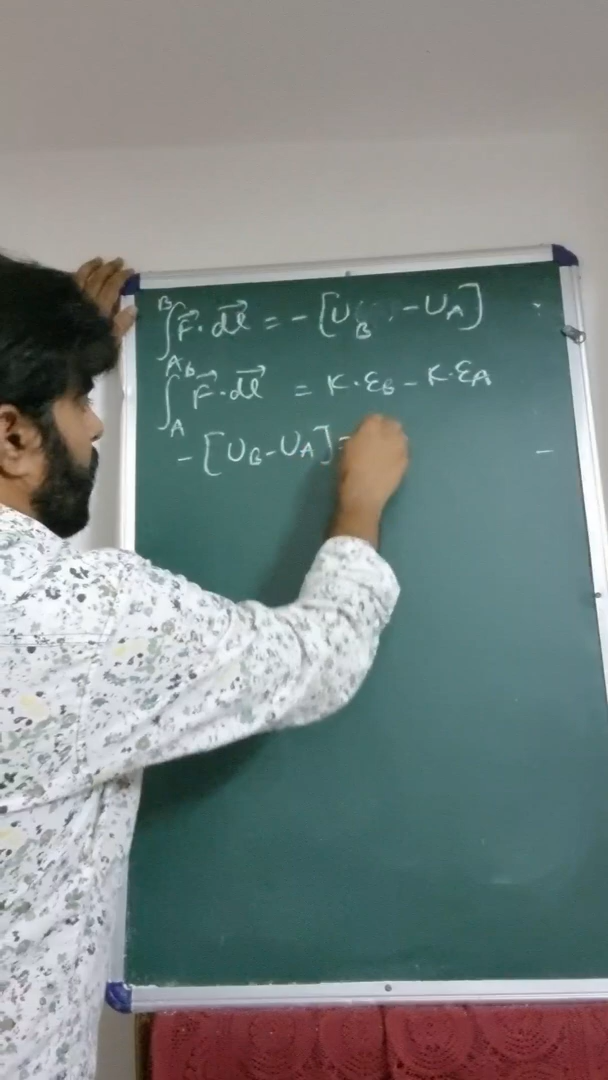 ∫_A^B F⃗ · dl⃗ = - [U_B - U_A]
∫_A^B F⃗ · dl⃗ = K·E_B - K·E_A
- [U_B - U_A] =